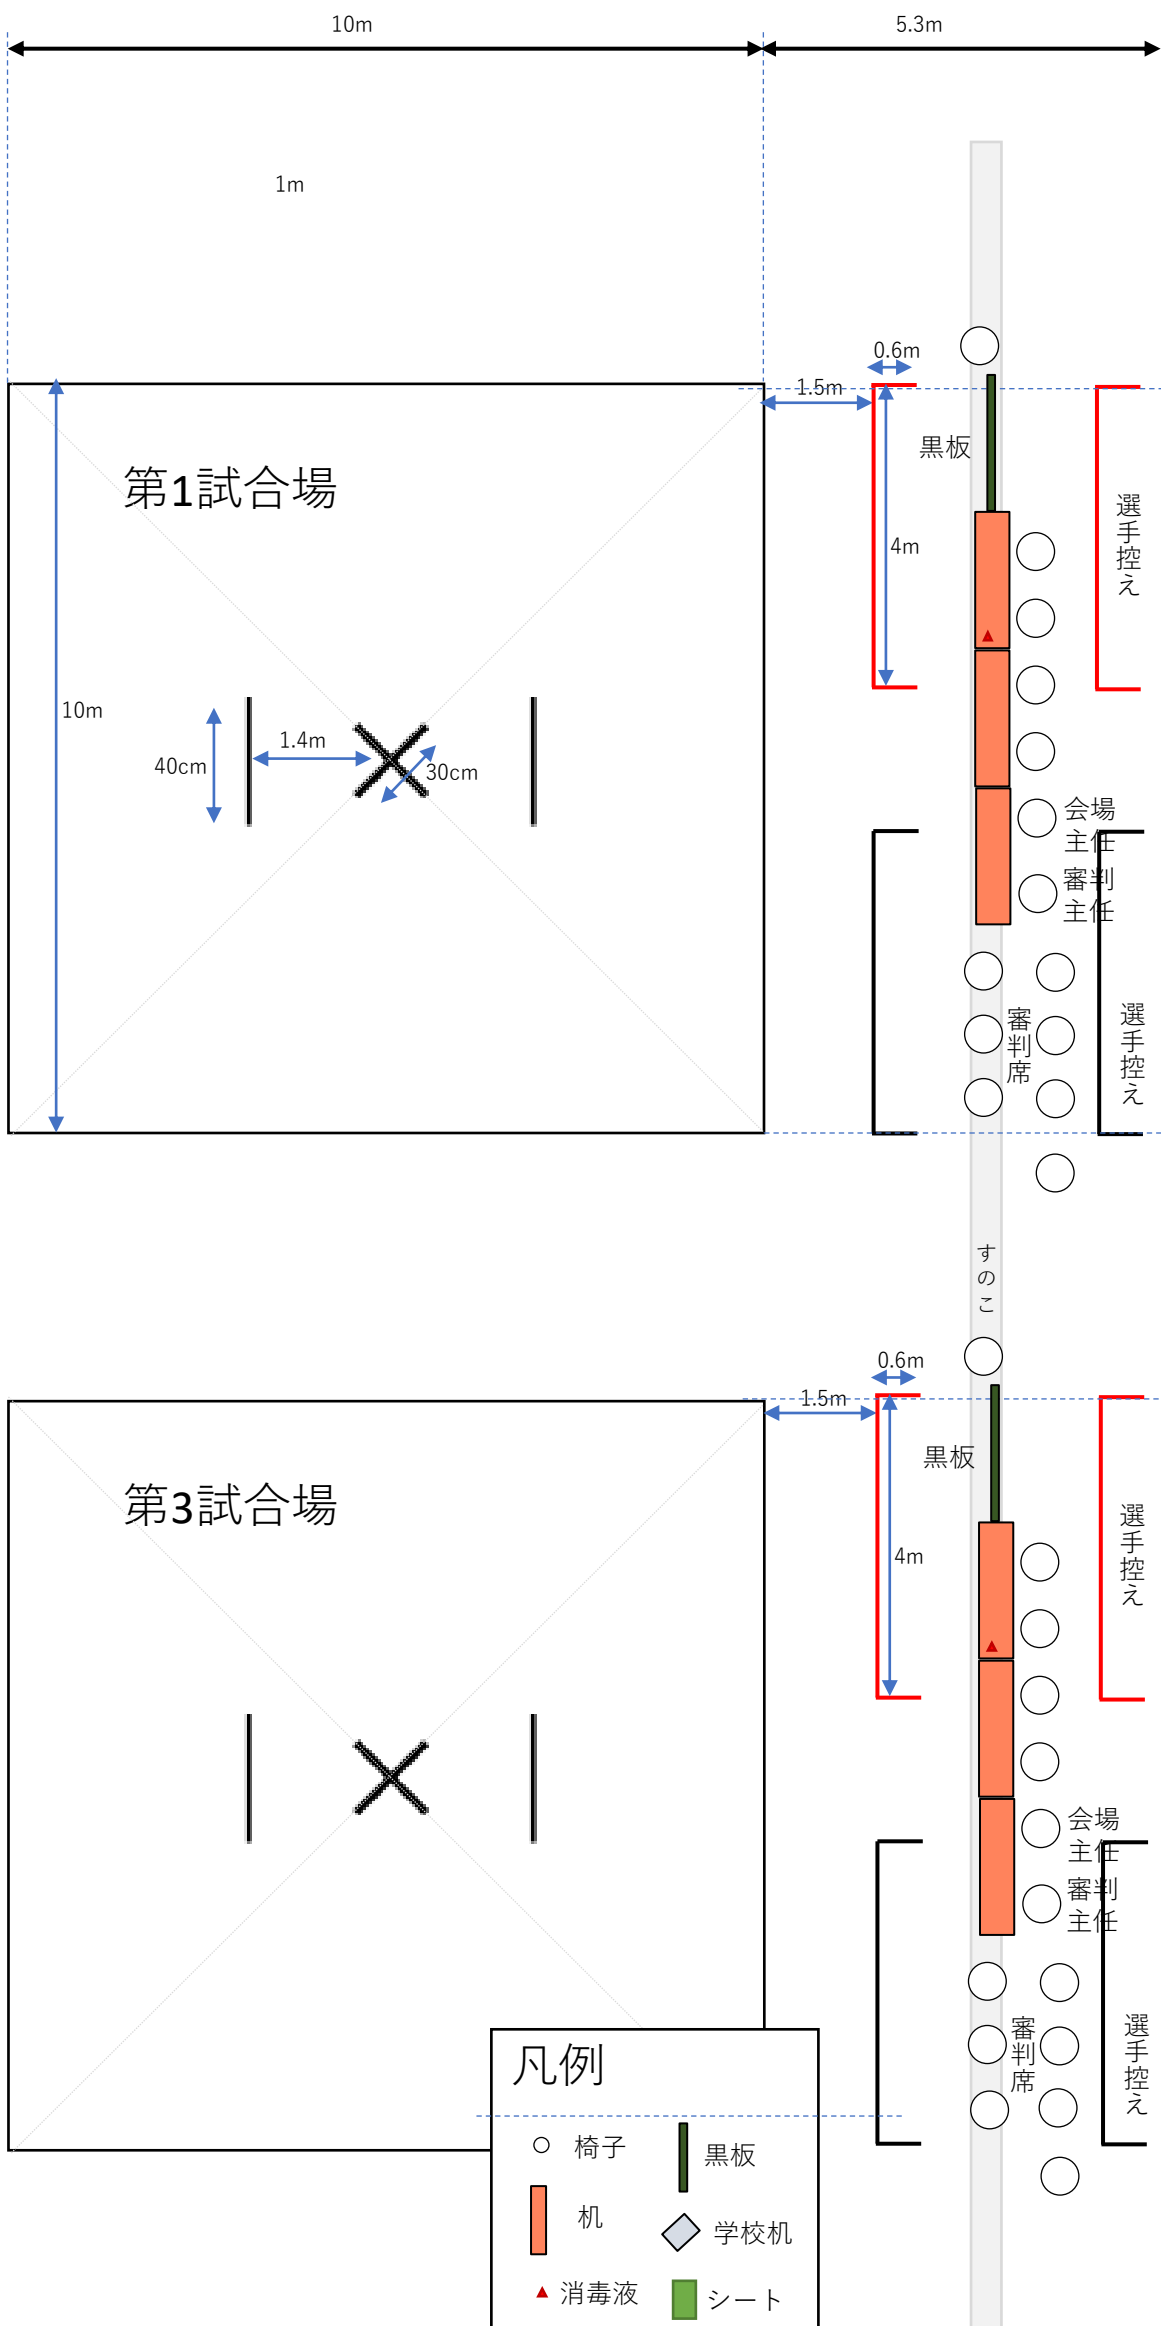 10m
5.3m
1m
0.6m
1.5m
黒板
第1試合場
選手控え
4m
10m
1.4m
40cm
30cm
会場
主任
審判
主任
審判席
選手控え
すのこ
0.6m
1.5m
黒板
第3試合場
選手控え
4m
会場
主任
審判
主任
審判席
選手控え
凡例
椅子
黒板
机
学校机
消毒液
シート